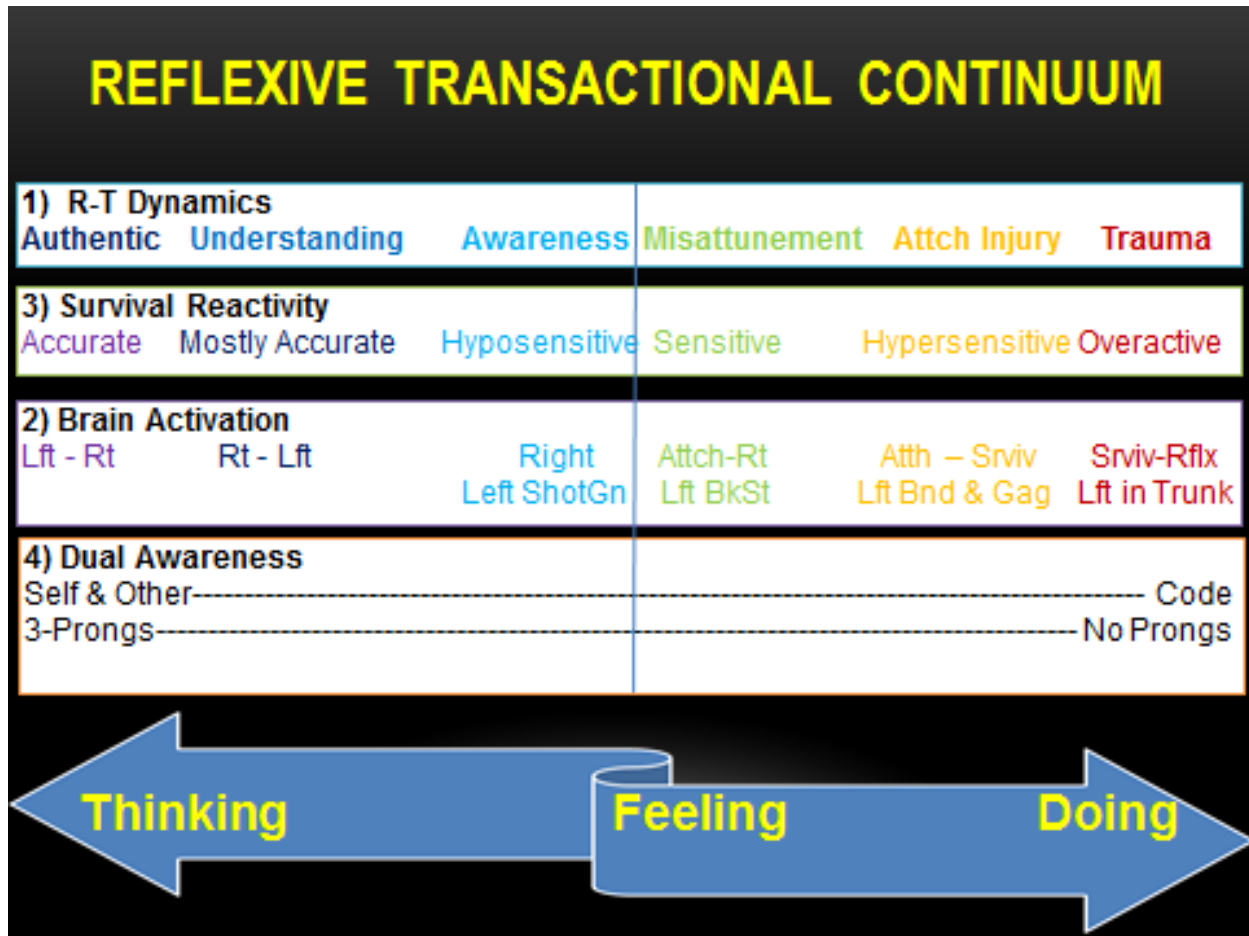 REFLEXIVE TRANSACTIONAL CONTINUUM
1) R-T Dynamics
Authentic Understanding Awareness Misattunement Attch Injury Trauma
3) Survival Reactivity
Accurate Mostly Accurate Hyposensitive Sensitive Hypersensitive Overactive
2) Brain Activation
Lft - Rt Rt - Lft Right Attch-Rt Atth – Srviv Srviv-Rflx
Left ShotGn Lft BkSt Lft Bnd & Gag Lft in Trunk
4) Dual Awareness
Self & Other-------------------------------------------------------------------------------------------------------------------- Code
3-Prongs----------------------------------------------------------------------------------------------------------------No Prongs
Thinking Feeling Doing